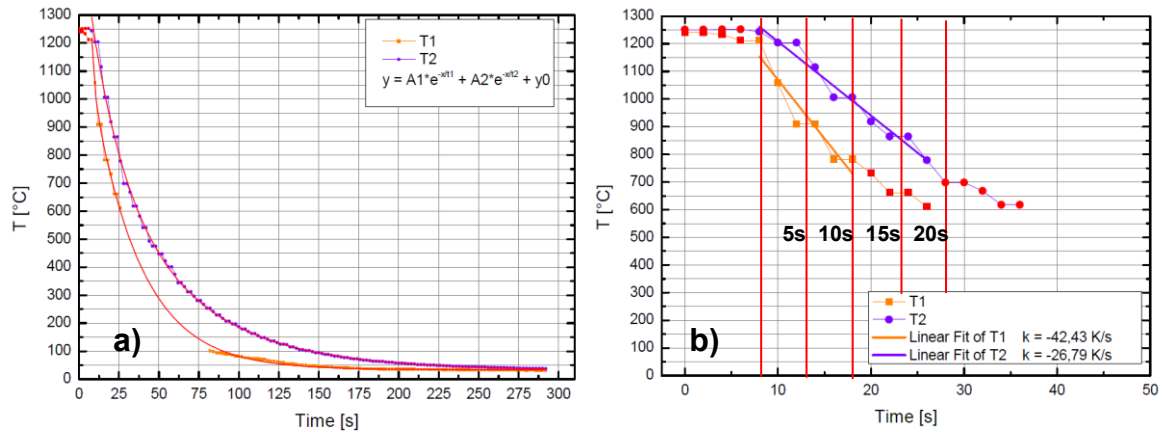 1300
1200
1100
1000
900
800
700
600
500
400
300
200
100
0
T [°C]
T1
T2
y = A1*e^-x/t1 + A2*e^-x/t2 + y0
a)
0 25 50 75 100 125 150 175 200 225 250 275 300
Time [s]
1300
1200
1100
1000
900
800
700
600
500
400
300
200
100
0
T [°C]
5s 10s 15s 20s
b)
T1
T2
Linear Fit of T1 k = -42,43 K/s
Linear Fit of T2 k = -26,79 K/s
0 10 20 30 40 50
Time [s]